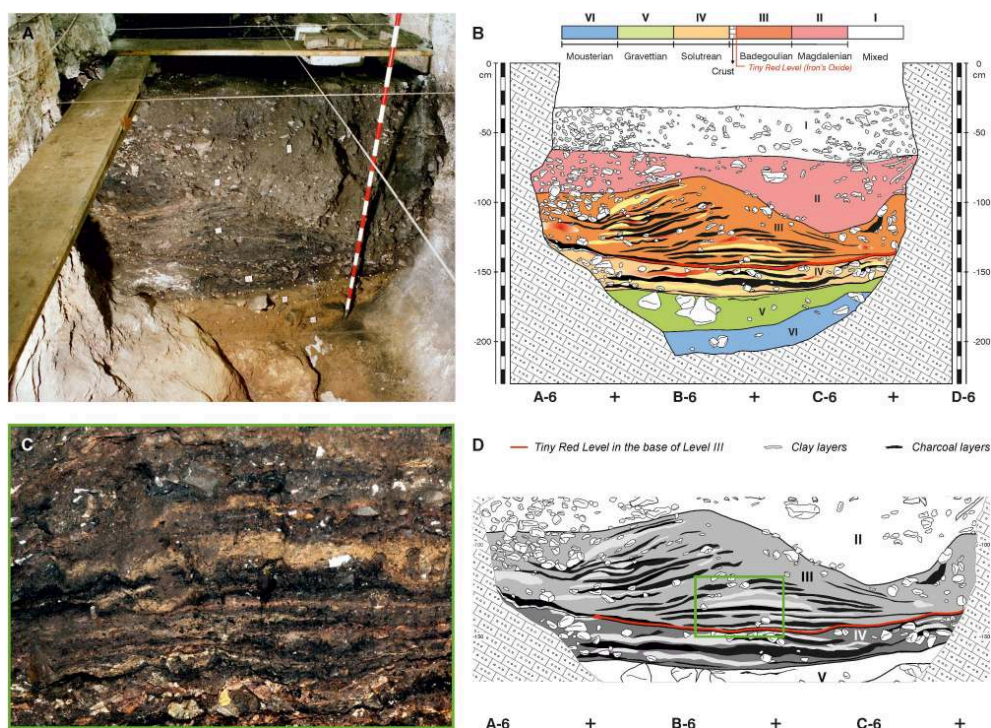 A
B
VI V IV III II I
Mousterian Gravettian Solutrean Badegoulian Magdalenian Mixed
Crust
Tiny Red Level (Iron's Oxide)
0 0
cm cm
I
-50 -50
II
-100 -100
III
-150 -150
IV
V
VI
-200 -200
A-6 + B-6 + C-6 + D-6
C
D
Tiny Red Level in the base of Level III Clay layers Charcoal layers
II
-100 -100
III
IV
V
A-6 + B-6 + C-6 +